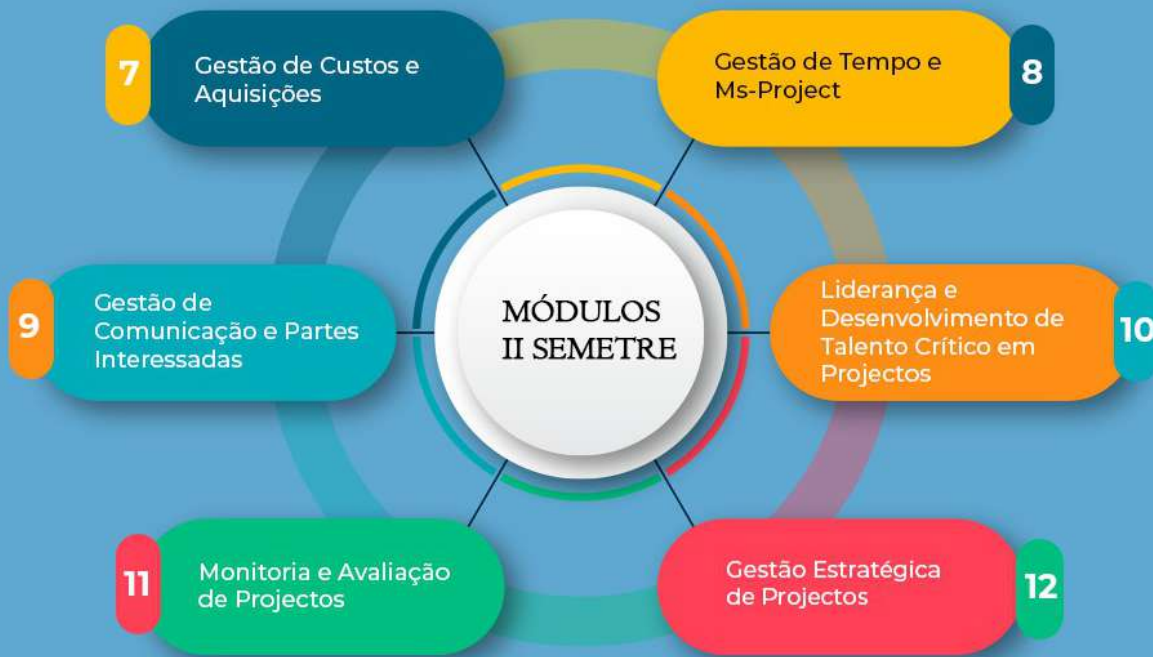 7
Gestão de Custos e
Aquisições
Gestão de Tempo e
Ms-Project
8
9
Gestão de
Comunicação e Partes
Interessadas
MÓDULOS
II SEMETRE
Liderança e
Desenvolvimento de
Talento Crítico em
Projectos
10
11
Monitoria e Avaliação
de Projectos
Gestão Estratégica
de Projectos
12